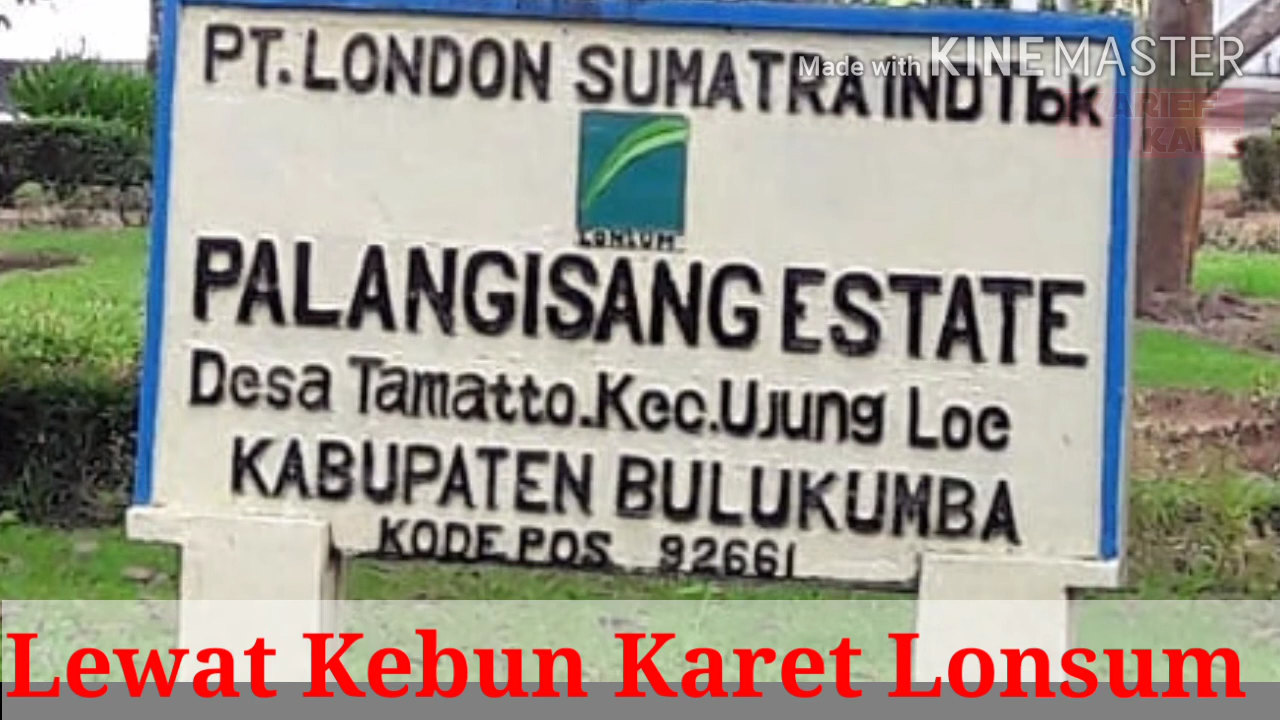 PT. LONDON SUMATRA IND Tbk
Made with KINEMASTER
ARIEF
LONSUM
PALANGISANG ESTATE
Desa Tamatto. Kec. Ujung Loe
KABUPATEN BULUKUMBA
KODE POS 92661
Lewat Kebun Karet Lonsum